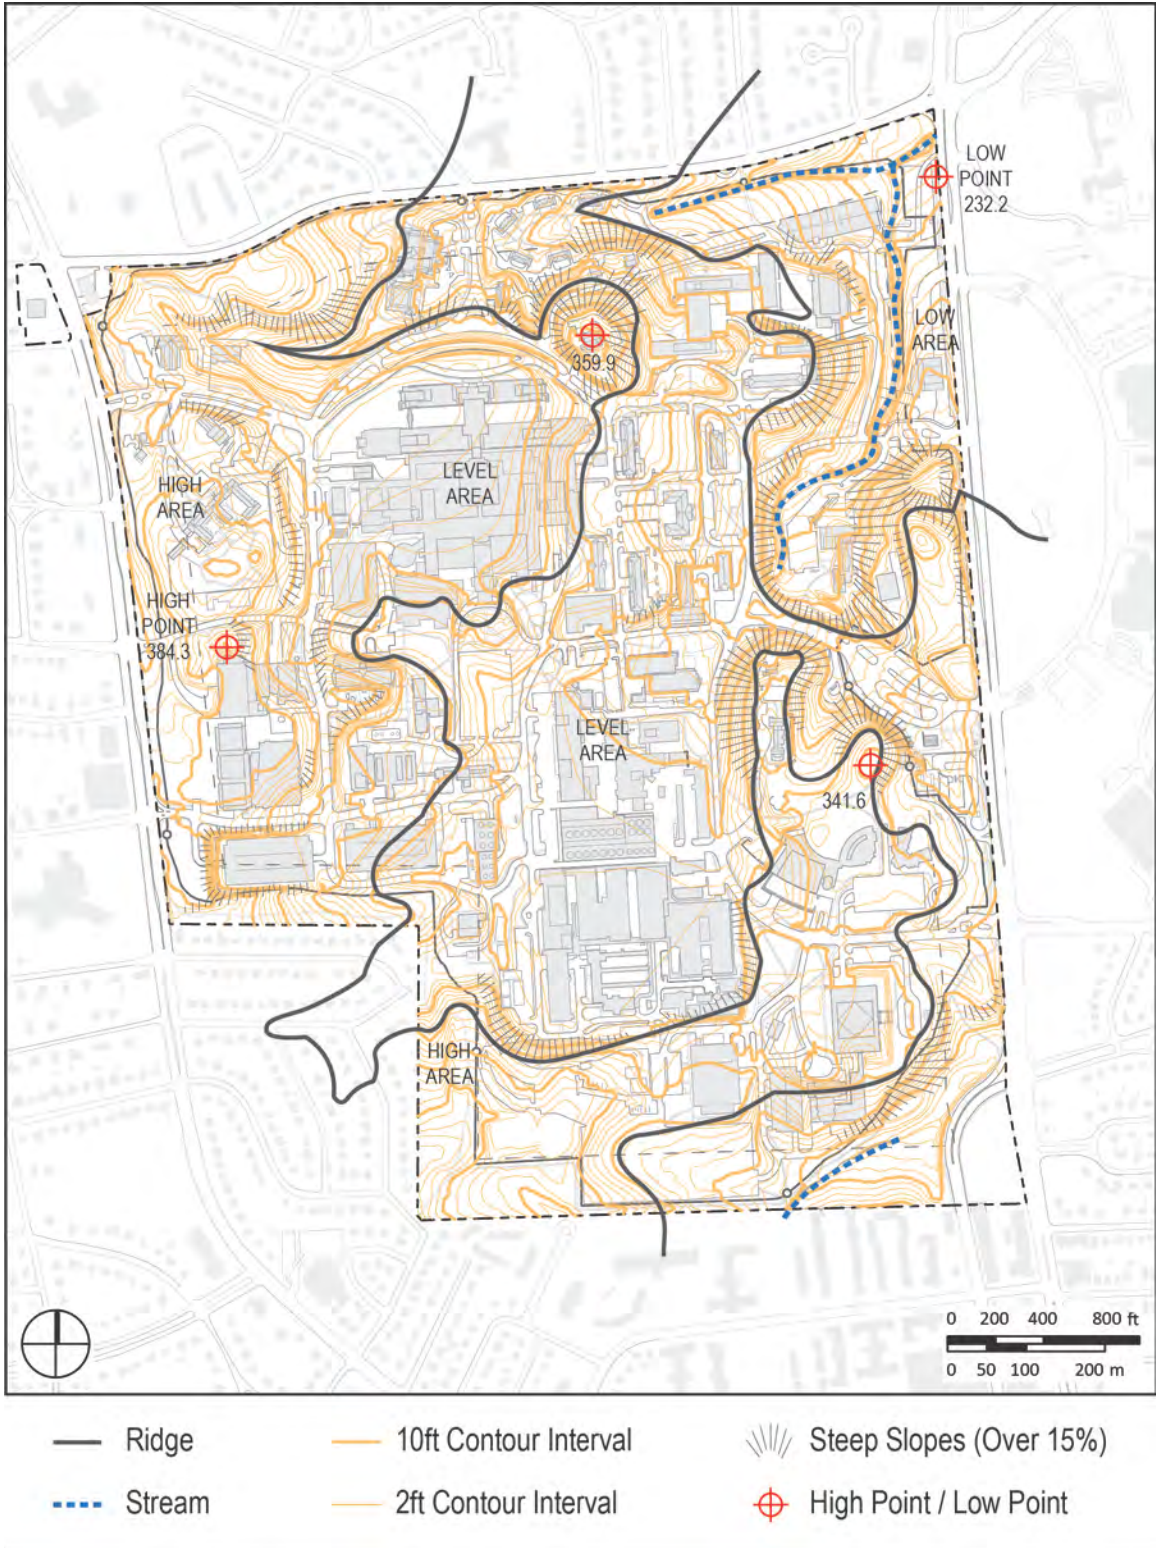 LOW
POINT
232.2
LOW
AREA
359.9
LEVEL
AREA
HIGH
AREA
HIGH
POINT
384.3
LEVEL
AREA
341.6
HIGH
AREA
0 200 400 800 ft
0 50 100 200 m
Ridge
10ft Contour Interval
Steep Slopes (Over 15%)
Stream
2ft Contour Interval
High Point / Low Point